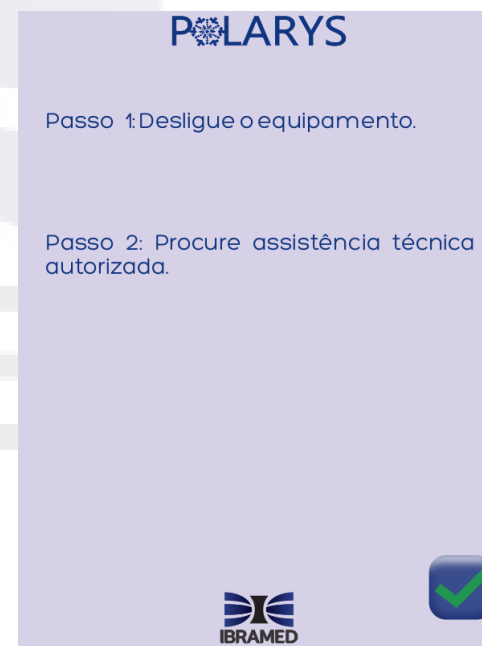 POLARYS
Passo 1: Desligue o equipamento.
Passo 2: Procure assistência técnica
autorizada.
IBRAMED